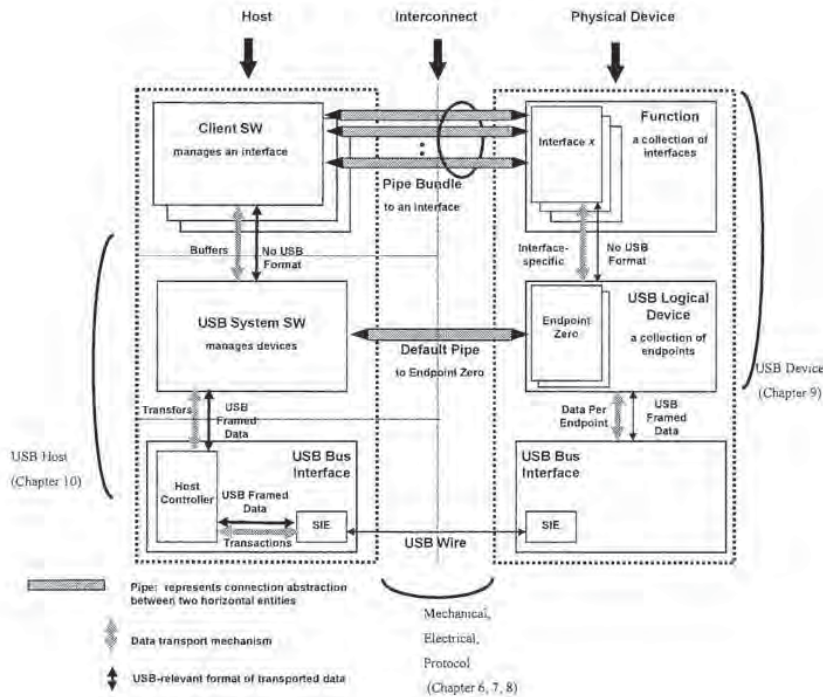 Host
Interconnect
Physical Device
Client SW
manages an interface
Pipe Bundle
to an interface
Function
a collection of
interfaces
Interface x
Buffers
No USB
Format
Interface-
specific
No USB
Format
USB System SW
manages devices
Default Pipe
to Endpoint Zero
USB Logical
Device
a collection of
endpoints
Endpoint
Zero
USB Device
(Chapter 9)
Transfers
USB
Framed
Data
Data Per
Endpoint
USB
Framed
Data
USB Host
(Chapter 10)
USB Bus
Interface
Host
Controller
USB Framed
Data
Transactions
SIE
USB Wire
USB Bus
Interface
SIE
Pipe: represents connection abstraction
between two horizontal entities
Data transport mechanism
USB-relevant format of transported data
Mechanical,
Electrical,
Protocol
(Chapter 6, 7, 8)